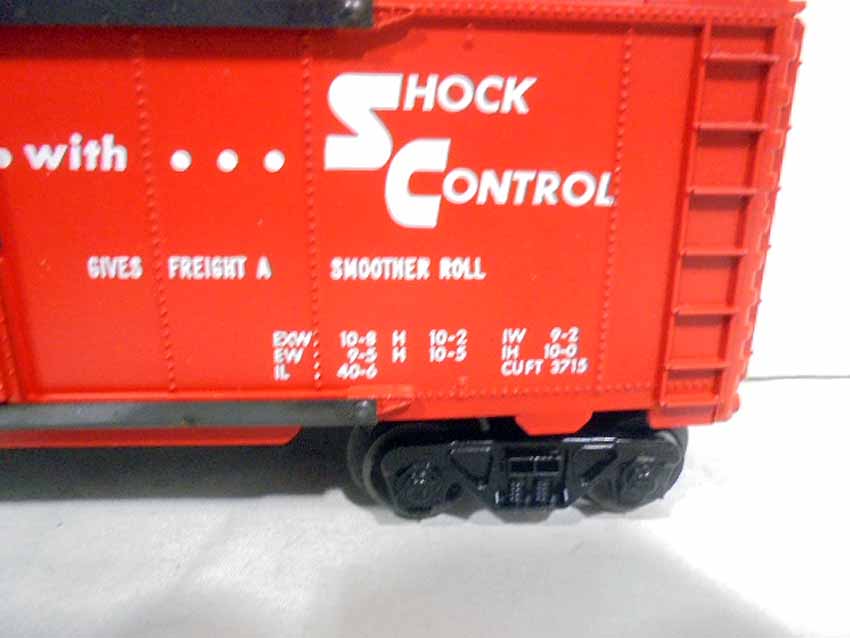 SHOCK
with . . . CONTROL
GIVES FREIGHT A SMOOTHER ROLL
EXW. 10-8 H 10-2 IW 9-2
EW . 9-5 H 10-5 IH 10-0
IL . 40-6 CU FT 3715